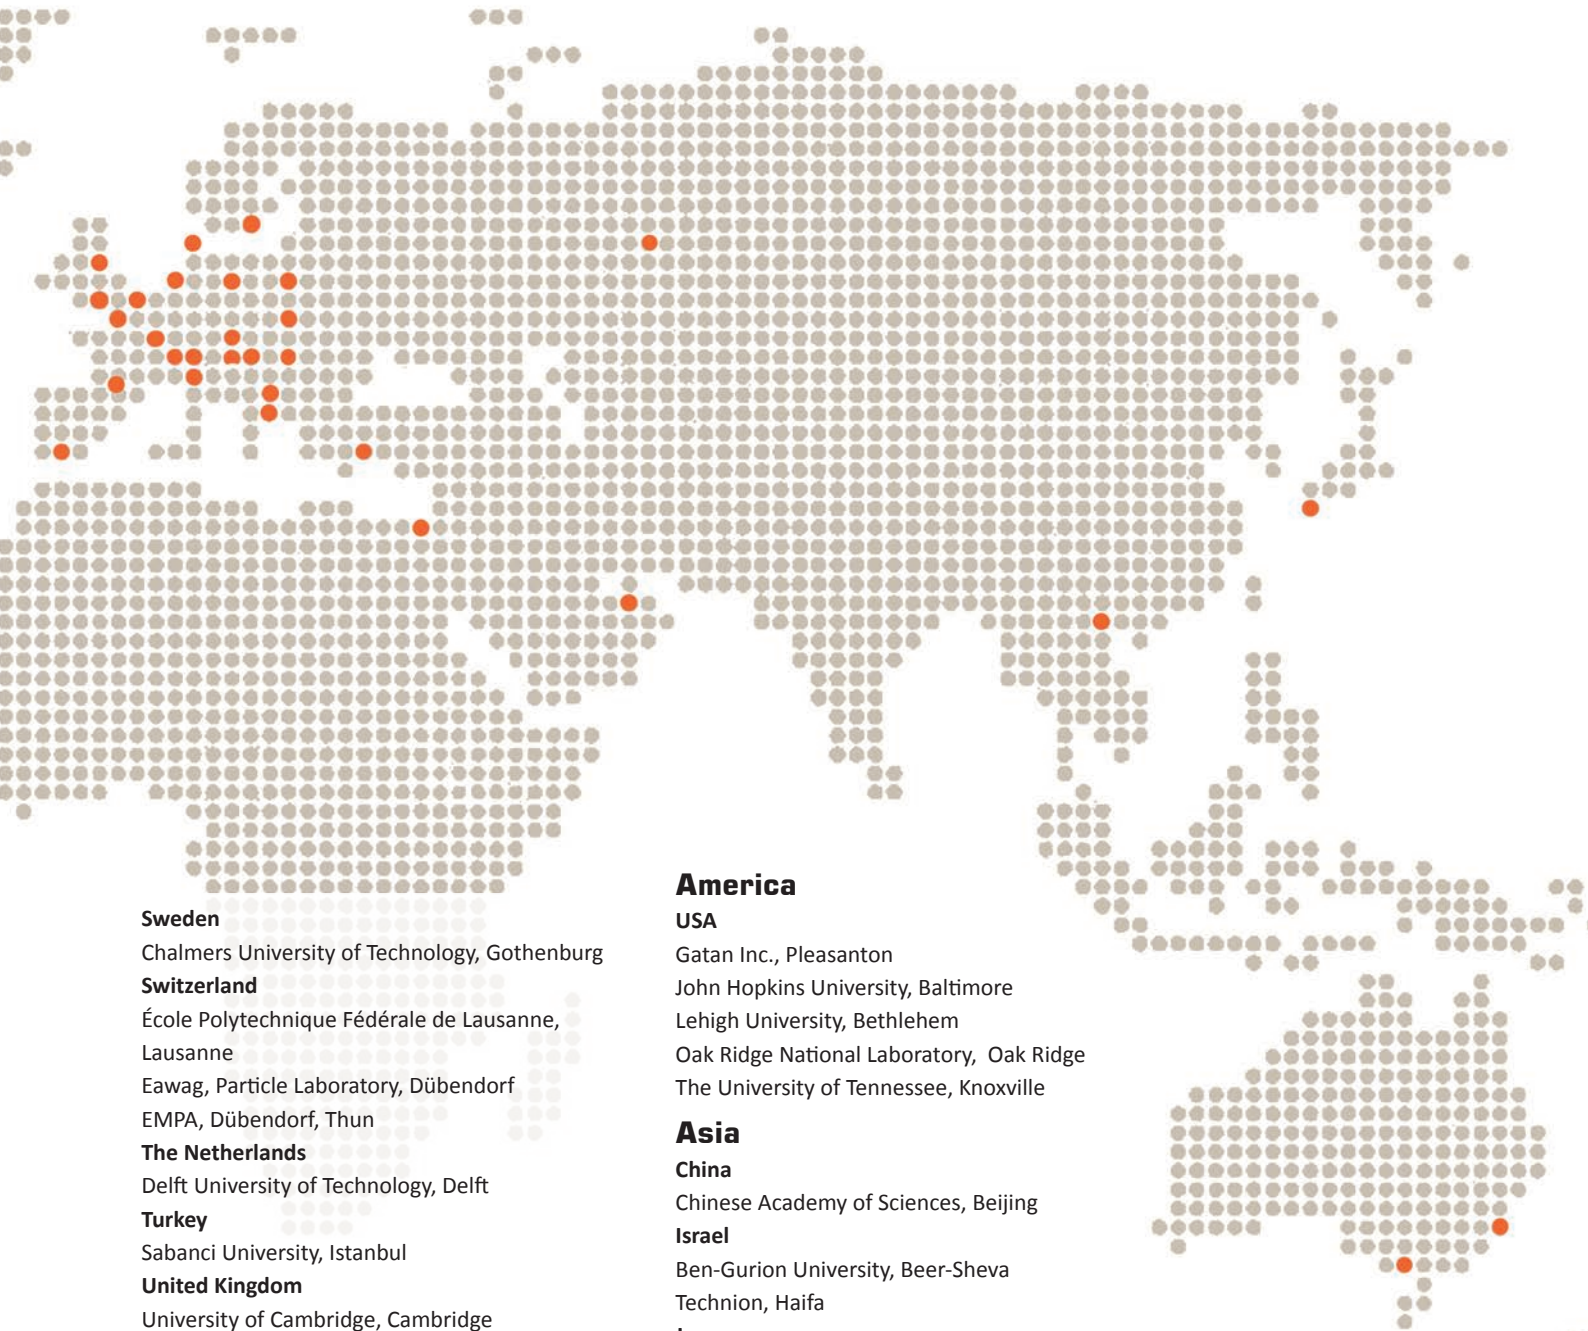 Sweden
Chalmers University of Technology, Gothenburg
Switzerland
École Polytechnique Fédérale de Lausanne,
Lausanne
Eawag, Particle Laboratory, Dübendorf
EMPA, Dübendorf, Thun
The Netherlands
Delft University of Technology, Delft
Turkey
Sabanci University, Istanbul
United Kingdom
University of Cambridge, Cambridge
America
USA
Gatan Inc., Pleasanton
John Hopkins University, Baltimore
Lehigh University, Bethlehem
Oak Ridge National Laboratory, Oak Ridge
The University of Tennessee, Knoxville
Asia
China
Chinese Academy of Sciences, Beijing
Israel
Ben-Gurion University, Beer-Sheva
Technion, Haifa